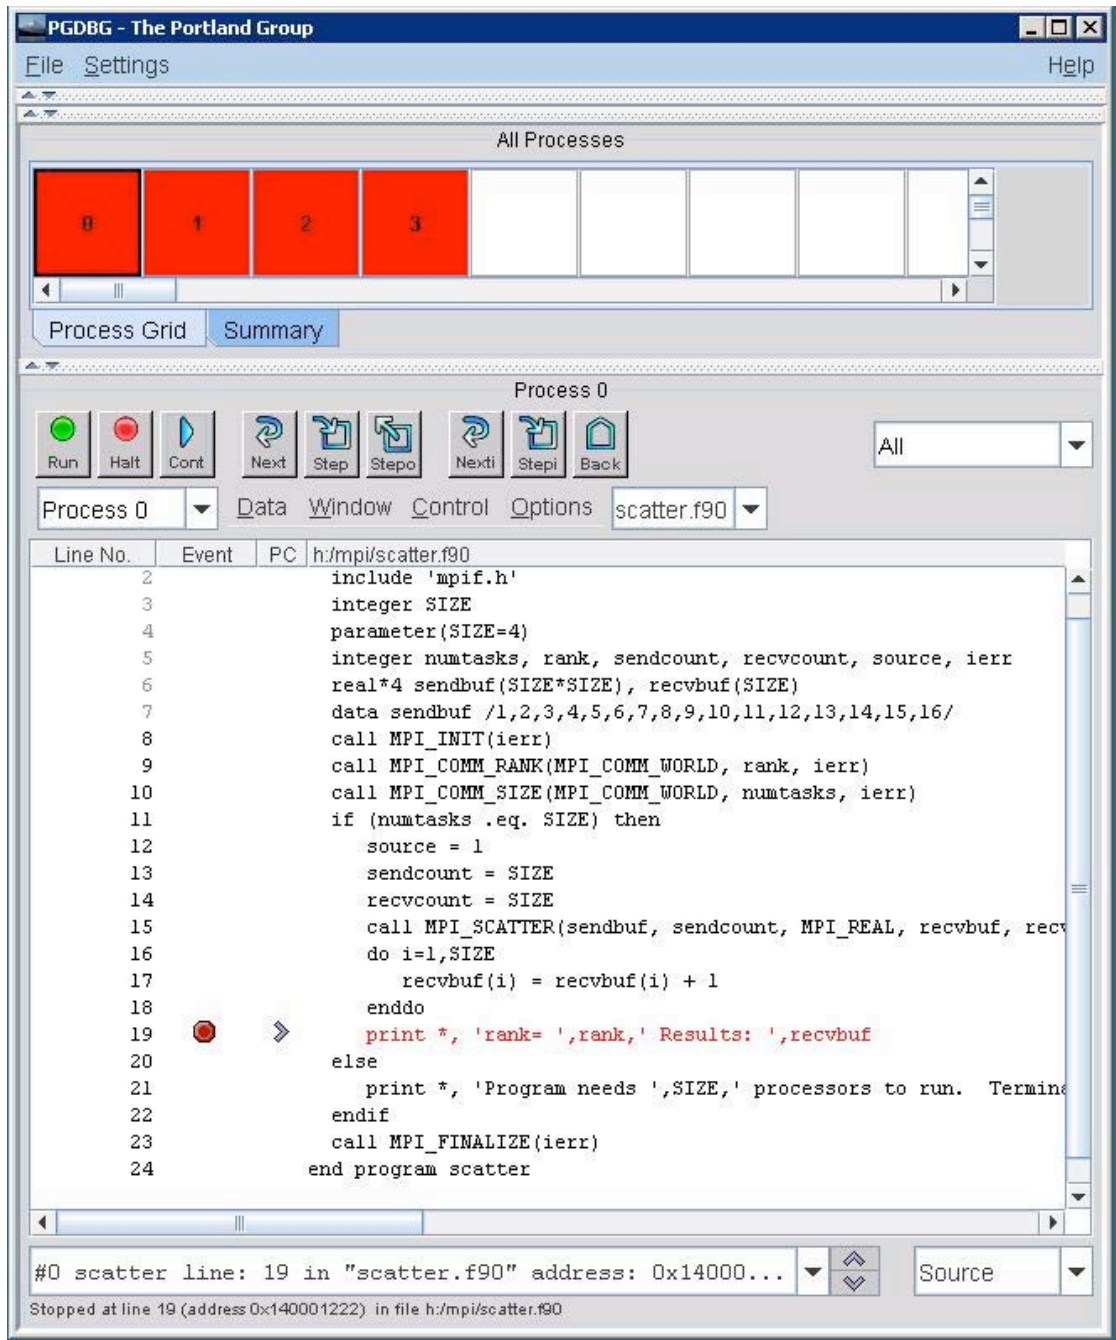 PGDBG - The Portland Group
File Settings Help
All Processes
0 1 2 3
Process Grid Summary
Process 0
Run Halt Cont Next Step Stepo Nexti Stepi Back All
Process 0 Data Window Control Options scatter.f90
Line No. Event PC h:/mpi/scatter.f90
2 include 'mpif.h'
3 integer SIZE
4 parameter(SIZE=4)
5 integer numtasks, rank, sendcount, recvcount, source, ierr
6 real*4 sendbuf(SIZE*SIZE), recvbuf(SIZE)
7 data sendbuf /1,2,3,4,5,6,7,8,9,10,11,12,13,14,15,16/
8 call MPI_INIT(ierr)
9 call MPI_COMM_RANK(MPI_COMM_WORLD, rank, ierr)
10 call MPI_COMM_SIZE(MPI_COMM_WORLD, numtasks, ierr)
11 if (numtasks .eq. SIZE) then
12 source = 1
13 sendcount = SIZE
14 recvcount = SIZE
15 call MPI_SCATTER(sendbuf, sendcount, MPI_REAL, recvbuf, recv
16 do i=1,SIZE
17 recvbuf(i) = recvbuf(i) + 1
18 enddo
19 print *, 'rank= ',rank,' Results: ',recvbuf
20 else
21 print *, 'Program needs ',SIZE,' processors to run.  Termina
22 endif
23 call MPI_FINALIZE(ierr)
24 end program scatter
#0 scatter line: 19 in "scatter.f90" address: 0x14000... Source
Stopped at line 19 (address 0x140001222) in file h:/mpi/scatter.f90